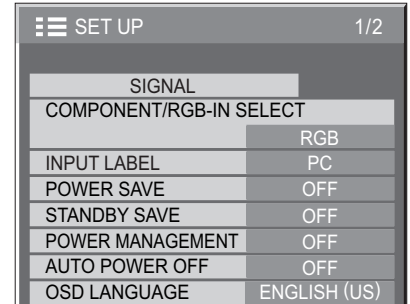 SET UP 1/2
SIGNAL
COMPONENT/RGB-IN SELECT
RGB
INPUT LABEL PC
POWER SAVE OFF
STANDBY SAVE OFF
POWER MANAGEMENT OFF
AUTO POWER OFF OFF
OSD LANGUAGE ENGLISH (US)